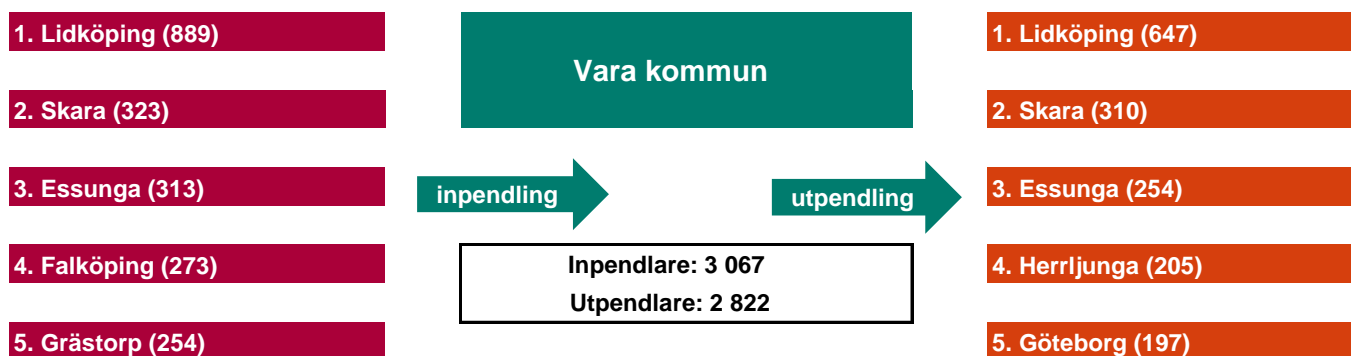 1. Lidköping (889)
2. Skara (323)
3. Essunga (313)
4. Falköping (273)
5. Grästorp (254)
Vara kommun
inpendling
utpendling
Inpendlare: 3 067
Utpendlare: 2 822
1. Lidköping (647)
2. Skara (310)
3. Essunga (254)
4. Herrljunga (205)
5. Göteborg (197)